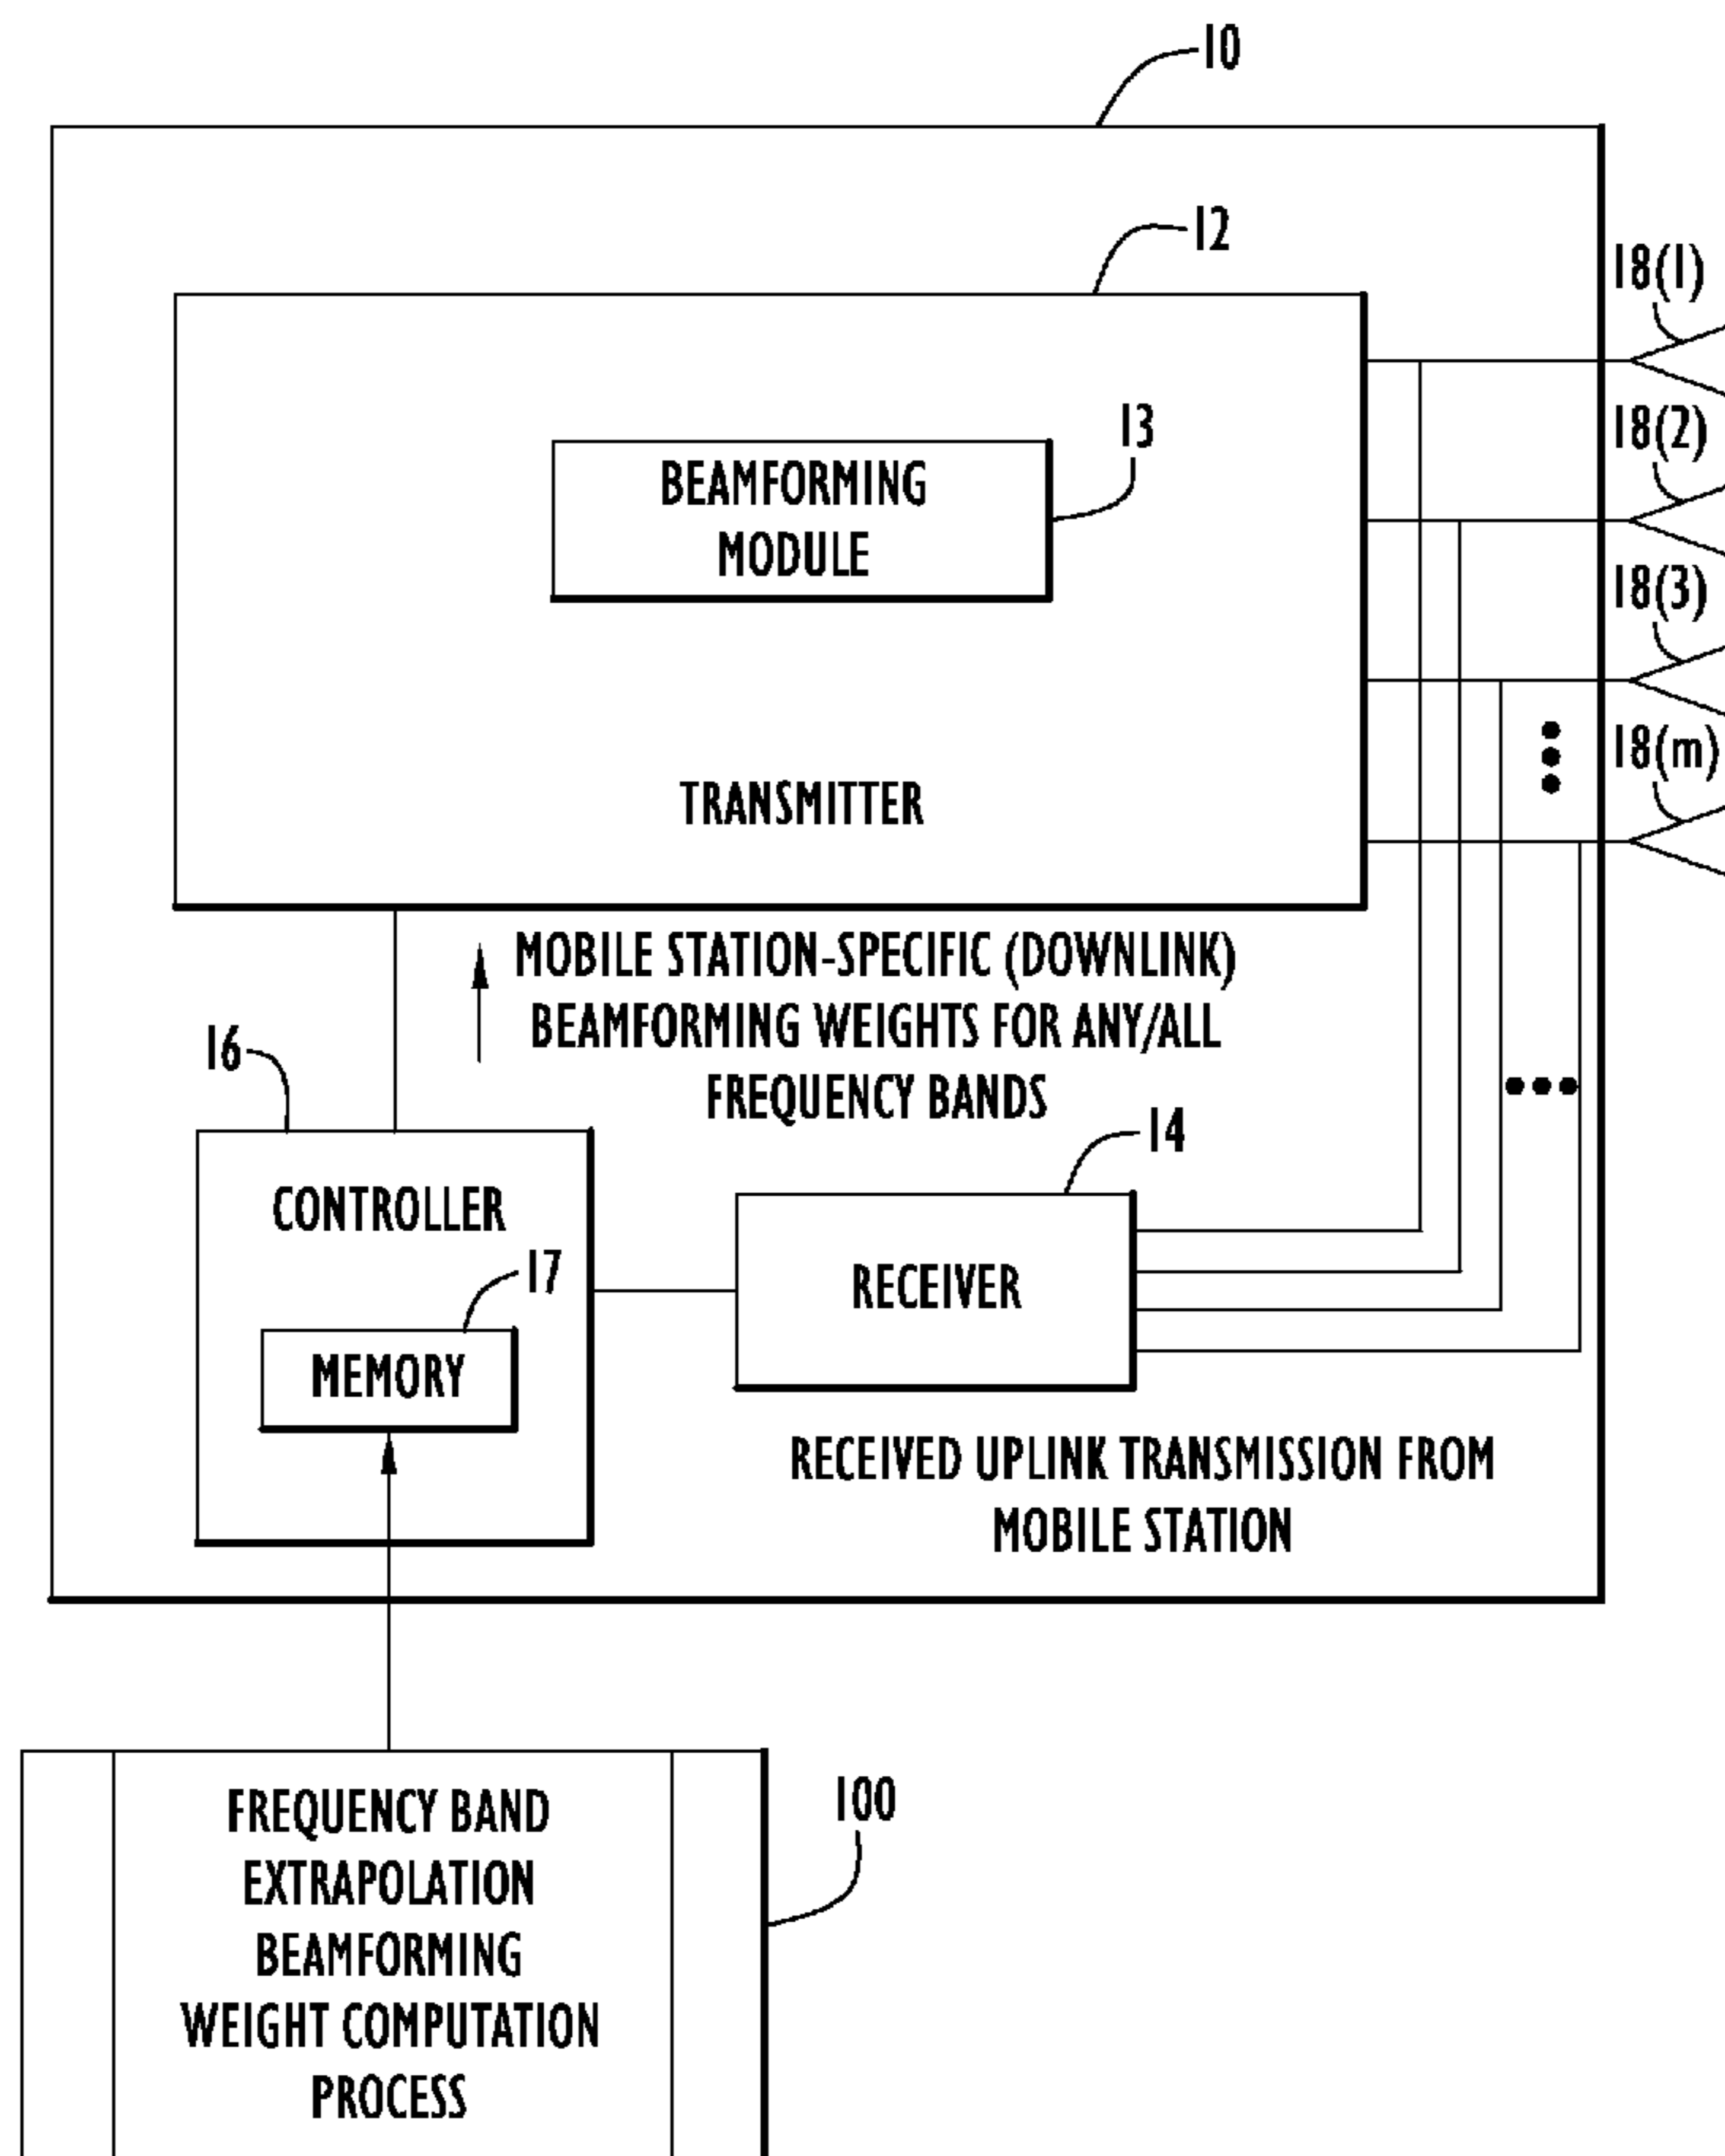 10
12
18(1)
13
18(2)
BEAMFORMING
MODULE
18(3)
18(m)
TRANSMITTER
MOBILE STATION-SPECIFIC (DOWNLINK)
BEAMFORMING WEIGHTS FOR ANY/ALL
FREQUENCY BANDS
16
14
CONTROLLER
17
RECEIVER
MEMORY
RECEIVED UPLINK TRANSMISSION FROM
MOBILE STATION
100
FREQUENCY BAND
EXTRAPOLATION
BEAMFORMING
WEIGHT COMPUTATION
PROCESS